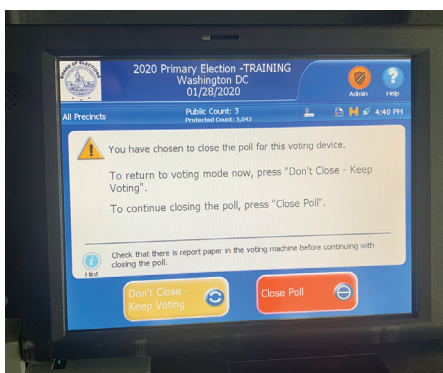 BOARD OF ELECTIONS
2020 Primary Election -TRAINING
Washington DC
01/28/2020
Admin
Help
All Precincts
Public Count: 3
Protected Count: 5,042
4:40 PM
You have chosen to close the poll for this voting device.
To return to voting mode now, press "Don't Close - Keep
Voting".
To continue closing the poll, press "Close Poll".
Check that there is report paper in the voting machine before continuing with
closing the poll.
Hint
Don't Close -
Keep Voting
Close Poll